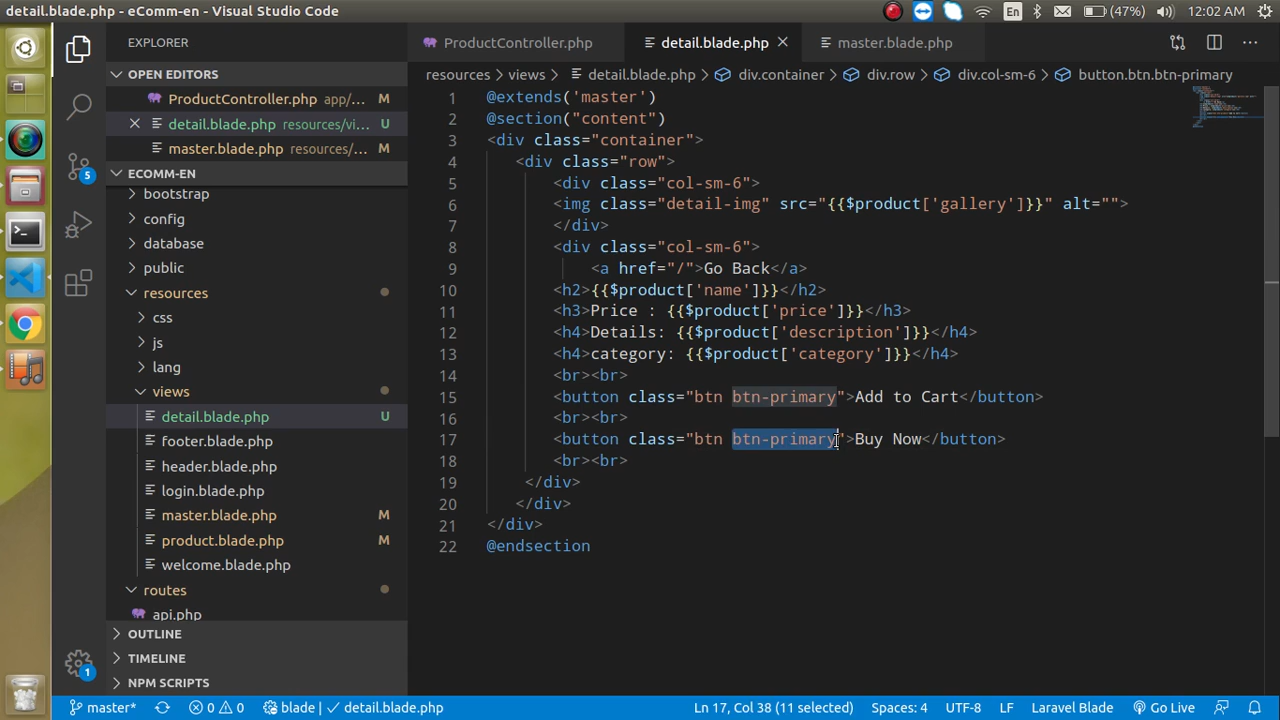 detail.blade.php - eComm-en - Visual Studio Code
En
(47%)
12:02 AM
EXPLORER
OPEN EDITORS
ProductController.php app/... M
detail.blade.php resources/vi... U
master.blade.php resources/... M
ECOMM-EN
bootstrap
config
database
public
resources
css
js
lang
views
detail.blade.php U
footer.blade.php
header.blade.php
login.blade.php
master.blade.php M
product.blade.php M
welcome.blade.php
routes
api.php
OUTLINE
TIMELINE
NPM SCRIPTS
5
1
ProductController.php
detail.blade.php
master.blade.php
resources > views > detail.blade.php > div.container > div.row > div.col-sm-6 > button.btn.btn-primary
1 @extends('master')
2 @section("content")
3 <div class="container">
4 <div class="row">
5 <div class="col-sm-6">
6 <img class="detail-img" src="{{$product['gallery']}}" alt="">
7 </div>
8 <div class="col-sm-6">
9 <a href="/">Go Back</a>
10 <h2>{{$product['name']}}</h2>
11 <h3>Price : {{$product['price']}}</h3>
12 <h4>Details: {{$product['description']}}</h4>
13 <h4>category: {{$product['category']}}</h4>
14 <br><br>
15 <button class="btn btn-primary">Add to Cart</button>
16 <br><br>
17 <button class="btn btn-primary">Buy Now</button>
18 <br><br>
19 </div>
20 </div>
21 </div>
22 @endsection
master*
0
0
blade
detail.blade.php
Ln 17, Col 38 (11 selected)
Spaces: 4
UTF-8
LF
Laravel Blade
Go Live